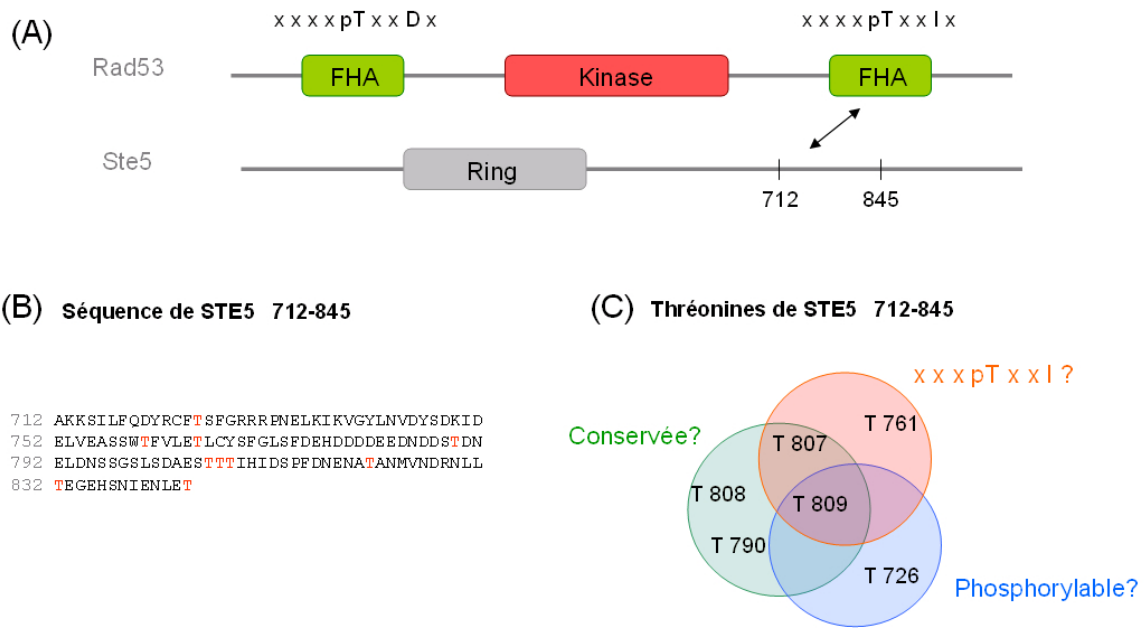 (A)
x x x x pT x x D x
x x x x pT x x I x
Rad53
FHA
Kinase
FHA
Ste5
Ring
712
845
(B) Séquence de STE5 712-845
712 AKKSILFQDYRCFTSFGRRRPNELKIKVGYLNVDYSDKID
752 ELVEASSWTFVLETLCYSFGLSFDEHDDDDEEDNDDSTDN
792 ELDNSSGSLSDAESTTTIHIDSPFDNENATANMVNDRNLL
832 TEGEHSNIENLET
(C) Thréonines de STE5 712-845
x x x pT x x I ?
Conservée?
T 761
T 807
T 808
T 809
T 790
T 726
Phosphorylable?